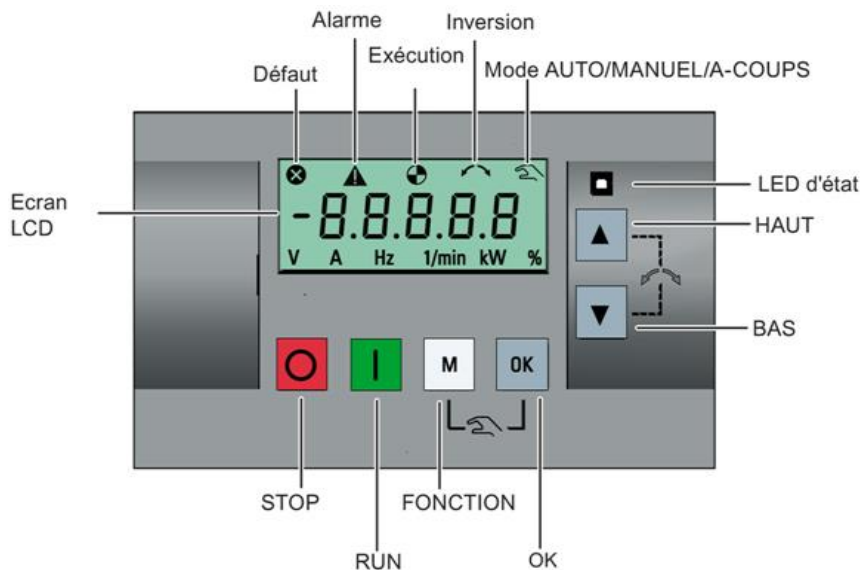 Alarme
Inversion
Défaut
Exécution
Mode AUTO/MANUEL/A-COUPS
Ecran
LCD
-8.8.8.8.8
V A Hz 1/min kW %
LED d'état
HAUT
BAS
M OK
STOP
FONCTION
RUN
OK